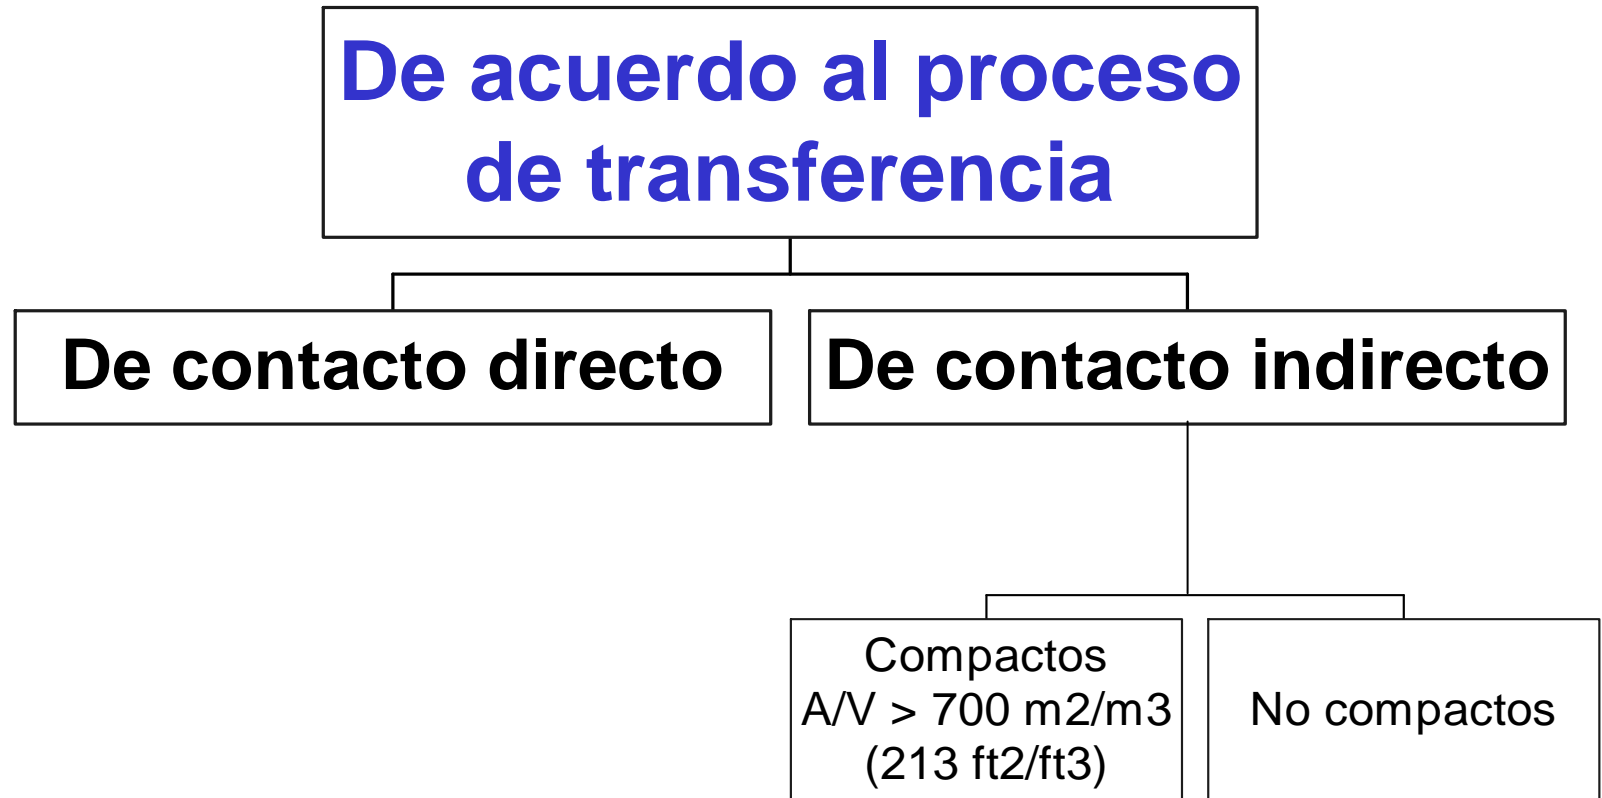 De acuerdo al proceso
de transferencia
De contacto directo
De contacto indirecto
Compactos
A/V > 700 m2/m3
(213 ft2/ft3)
No compactos